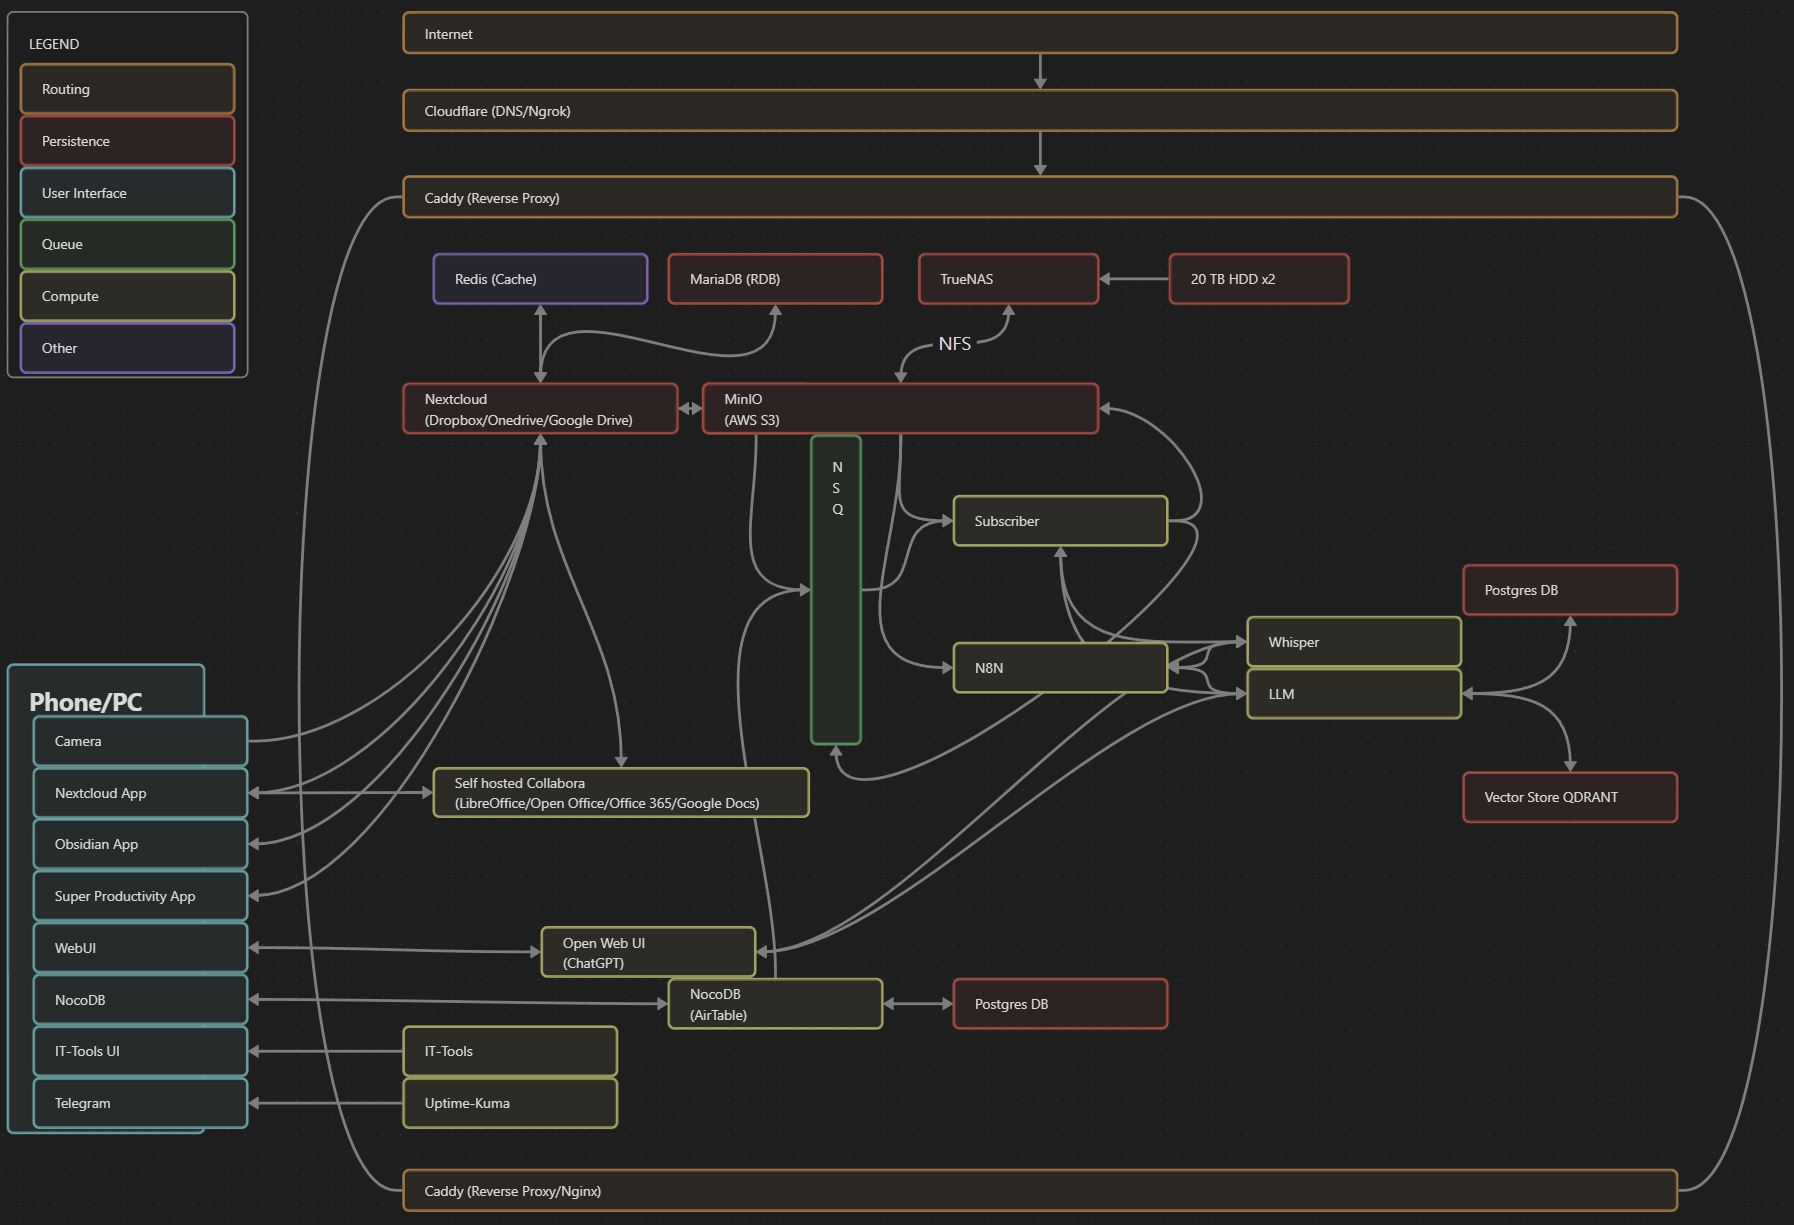 LEGEND
Routing
Persistence
User Interface
Queue
Compute
Other
Internet
Cloudflare (DNS/Ngrok)
Caddy (Reverse Proxy)
Redis (Cache)
MariaDB (RDB)
TrueNAS
20 TB HDD x2
NFS
Nextcloud
(Dropbox/Onedrive/Google Drive)
MinIO
(AWS S3)
N
S
Q
Subscriber
N8N
Whisper
LLM
Postgres DB
Vector Store QDRANT
Phone/PC
Camera
Nextcloud App
Obsidian App
Super Productivity App
WebUI
NocoDB
IT-Tools UI
Telegram
Self hosted Collabora
(LibreOffice/Open Office/Office 365/Google Docs)
Open Web UI
(ChatGPT)
NocoDB
(AirTable)
Postgres DB
IT-Tools
Uptime-Kuma
Caddy (Reverse Proxy/Nginx)